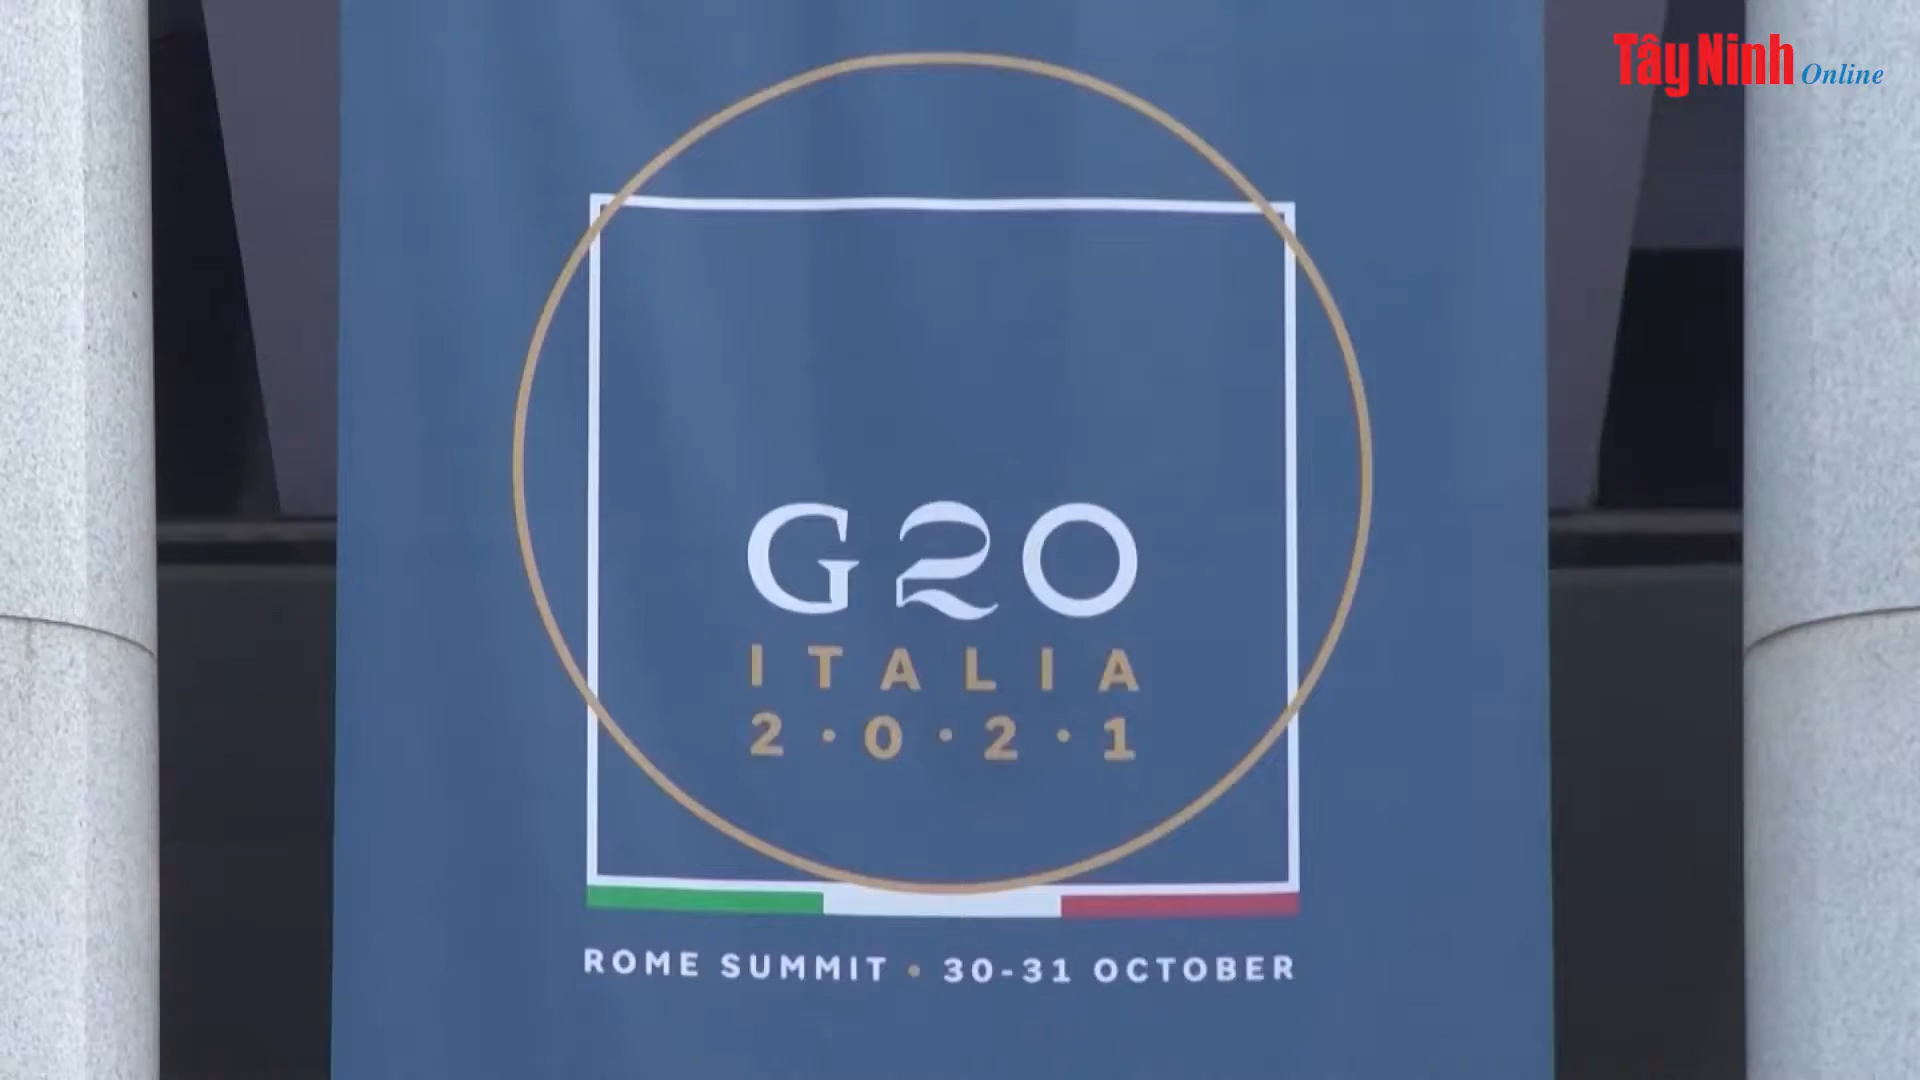 Tây Ninh Online
G20
ITALIA
2·0·2·1
ROME SUMMIT • 30-31 OCTOBER